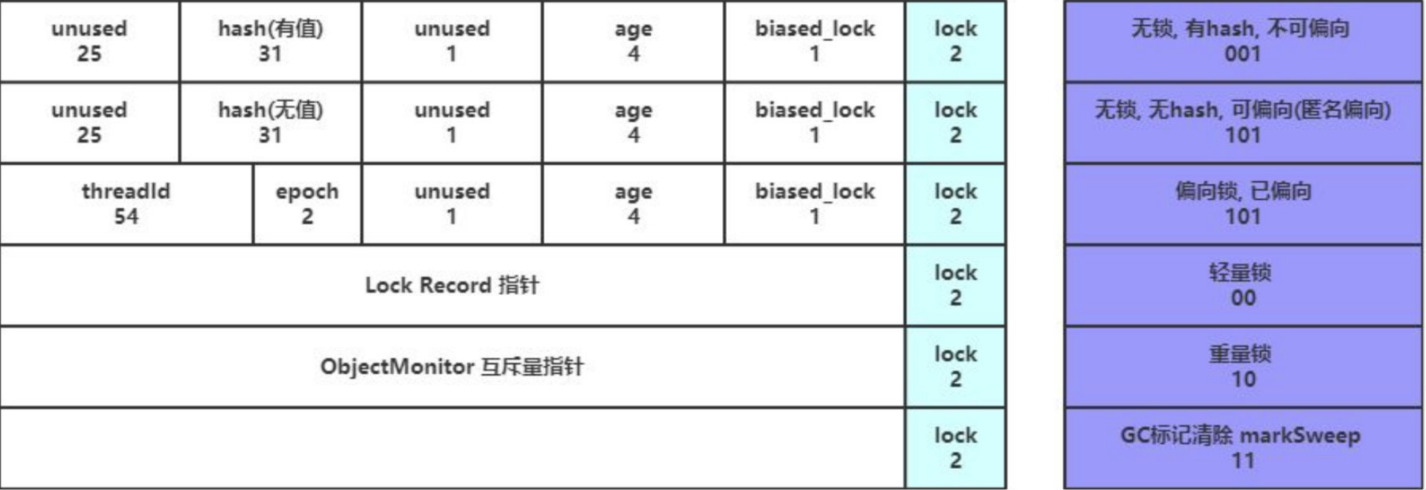 unused hash(有值) unused age biased_lock lock 无锁, 有hash, 不可偏向
25 31 1 4 1 2 001
unused hash(无值) unused age biased_lock lock 无锁, 无hash, 可偏向(匿名偏向)
25 31 1 4 1 2 101
threadId epoch unused age biased_lock lock 偏向锁, 已偏向
54 2 1 4 1 2 101
Lock Record 指针 lock 轻量锁
2 00
ObjectMonitor 互斥量指针 lock 重量锁
2 10
lock GC标记清除 markSweep
2 11